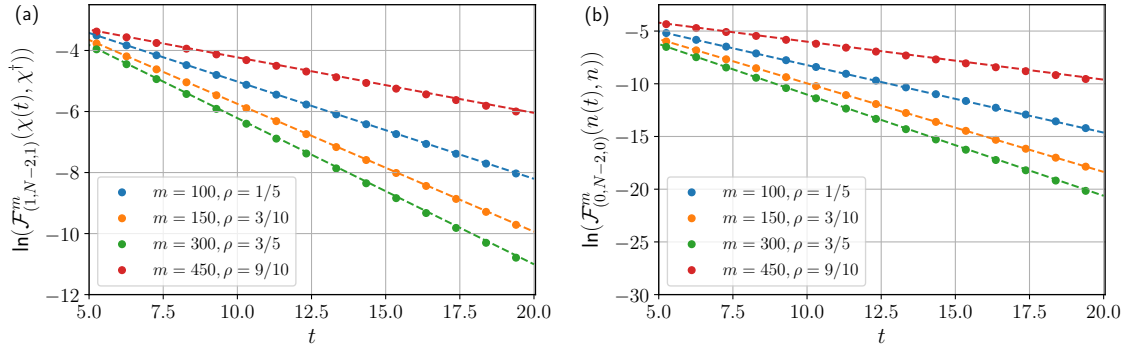 (a)
ln(ℱ^m_(1,N−2,1)(χ(t), χ†))
−4
−6
−8
−10
−12
m = 100, ρ = 1/5
m = 150, ρ = 3/10
m = 300, ρ = 3/5
m = 450, ρ = 9/10
5.0 7.5 10.0 12.5 15.0 17.5 20.0
t
(b)
ln(ℱ^m_(0,N−2,0)(n(t), n))
−5
−10
−15
−20
−25
−30
m = 100, ρ = 1/5
m = 150, ρ = 3/10
m = 300, ρ = 3/5
m = 450, ρ = 9/10
5.0 7.5 10.0 12.5 15.0 17.5 20.0
t